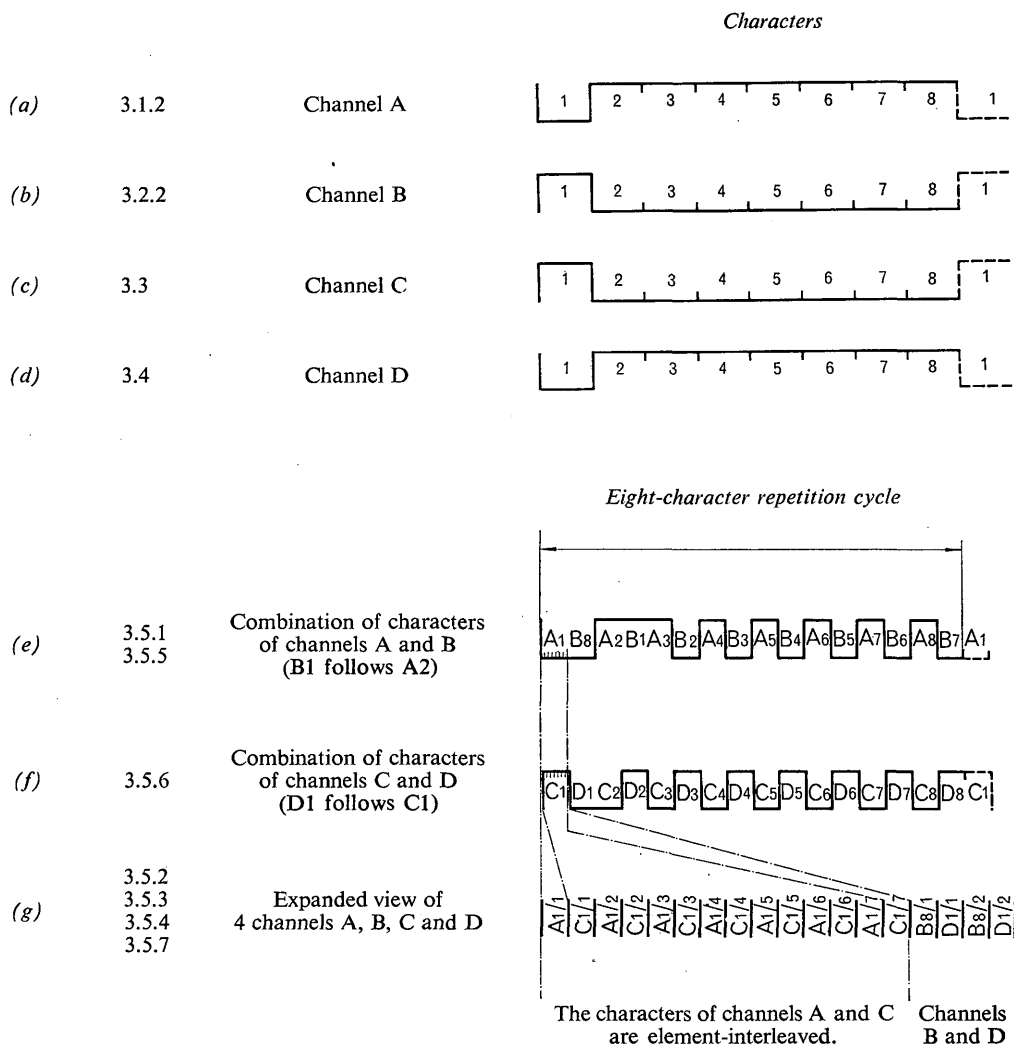 Characters
(a) 3.1.2 Channel A 1 2 3 4 5 6 7 8 1
(b) 3.2.2 Channel B 1 2 3 4 5 6 7 8 1
(c) 3.3 Channel C 1 2 3 4 5 6 7 8 1
(d) 3.4 Channel D 1 2 3 4 5 6 7 8 1
Eight-character repetition cycle
(e) 3.5.1
3.5.5
Combination of characters
of channels A and B
(B1 follows A2)
A1 B8 A2 B1 A3 B2 A4 B3 A5 B4 A6 B5 A7 B6 A8 B7 A1
(f) 3.5.6
Combination of characters
of channels C and D
(D1 follows C1)
C1 D1 C2 D2 C3 D3 C4 D4 C5 D5 C6 D6 C7 D7 C8 D8 C1
(g) 3.5.2
3.5.3
3.5.4
3.5.7
Expanded view of
4 channels A, B, C and D
A1/1 C1/1 A1/2 C1/2 A1/3 C1/3 A1/4 C1/4 A1/5 C1/5 A1/6 C1/6 A1/7 C1/7 B8/1 D1/1 B8/2 D1/2
The characters of channels A and C
are element-interleaved.
Channels
B and D